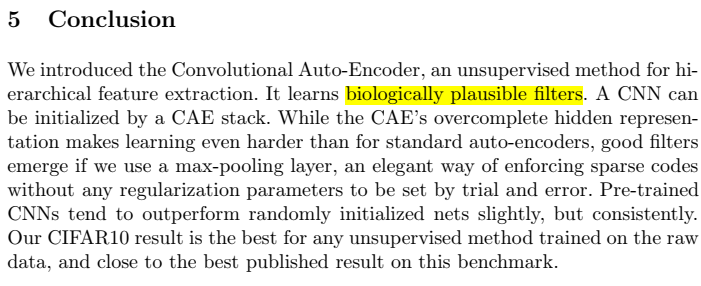 5 Conclusion
We introduced the Convolutional Auto-Encoder, an unsupervised method for hi-
erarchical feature extraction. It learns biologically plausible filters. A CNN can
be initialized by a CAE stack. While the CAE's overcomplete hidden represen-
tation makes learning even harder than for standard auto-encoders, good filters
emerge if we use a max-pooling layer, an elegant way of enforcing sparse codes
without any regularization parameters to be set by trial and error. Pre-trained
CNNs tend to outperform randomly initialized nets slightly, but consistently.
Our CIFAR10 result is the best for any unsupervised method trained on the raw
data, and close to the best published result on this benchmark.